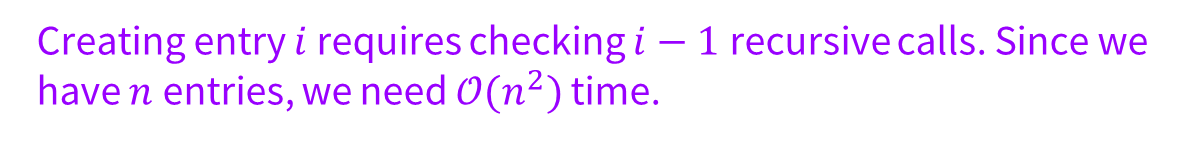 Creating entry 𝑖 requires checking 𝑖 − 1 recursive calls. Since we
have 𝑛 entries, we need 𝒪(𝑛²) time.